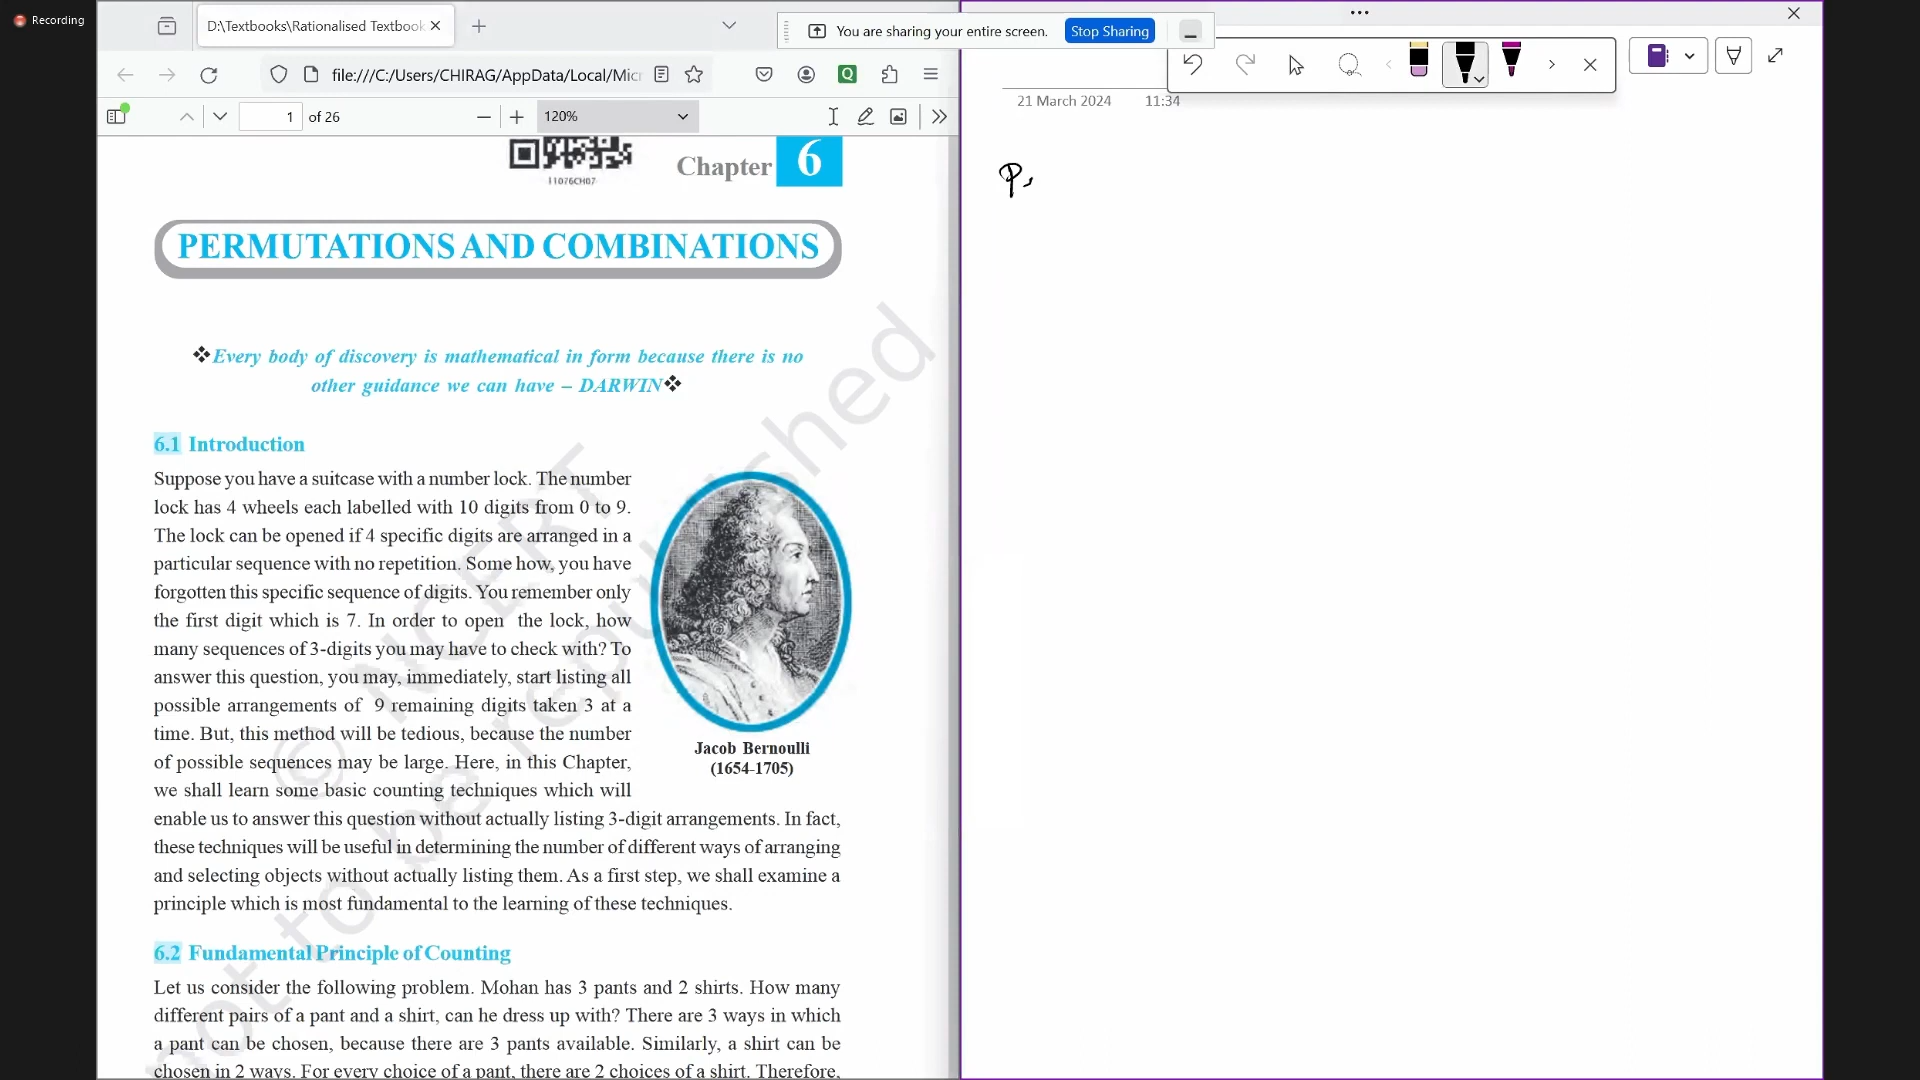 Recording
D:\Textbooks\Rationalised Textbook
You are sharing your entire screen.
Stop Sharing
file:///C:/Users/CHIRAG/AppData/Local/Micr
1 of 26
120%
21 March 2024 11:34
P
11076CH07
Chapter 6
PERMUTATIONS AND COMBINATIONS
❖Every body of discovery is mathematical in form because there is no
other guidance we can have – DARWIN❖
6.1 Introduction
Suppose you have a suitcase with a number lock. The number
lock has 4 wheels each labelled with 10 digits from 0 to 9.
The lock can be opened if 4 specific digits are arranged in a
particular sequence with no repetition. Some how, you have
forgotten this specific sequence of digits. You remember only
the first digit which is 7. In order to open the lock, how
many sequences of 3-digits you may have to check with? To
answer this question, you may, immediately, start listing all
possible arrangements of 9 remaining digits taken 3 at a
time. But, this method will be tedious, because the number
of possible sequences may be large. Here, in this Chapter,
we shall learn some basic counting techniques which will
enable us to answer this question without actually listing 3-digit arrangements. In fact,
these techniques will be useful in determining the number of different ways of arranging
and selecting objects without actually listing them. As a first step, we shall examine a
principle which is most fundamental to the learning of these techniques.
Jacob Bernoulli
(1654-1705)
6.2 Fundamental Principle of Counting
Let us consider the following problem. Mohan has 3 pants and 2 shirts. How many
different pairs of a pant and a shirt, can he dress up with? There are 3 ways in which
a pant can be chosen, because there are 3 pants available. Similarly, a shirt can be
chosen in 2 ways. For every choice of a pant, there are 2 choices of a shirt. Therefore,
© NCERT
not to be republished